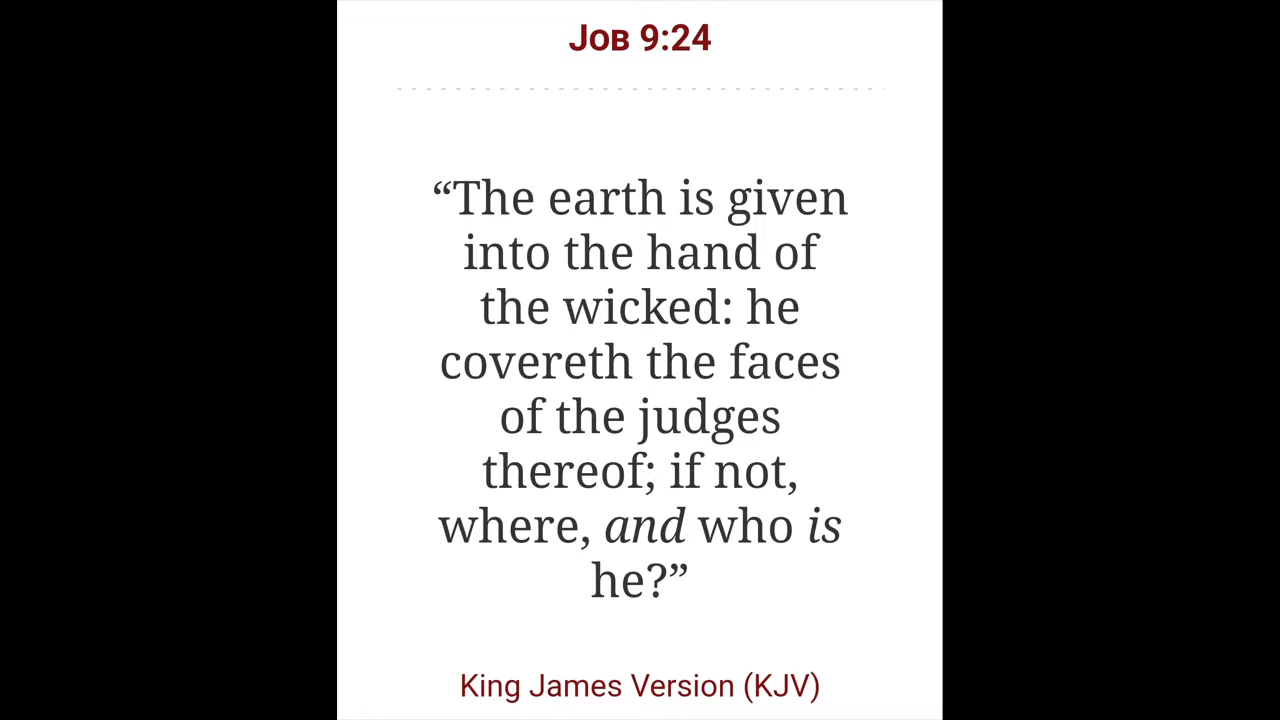 Job 9:24
“The earth is given
into the hand of
the wicked: he
covereth the faces
of the judges
thereof; if not,
where, and who is
he?”
King James Version (KJV)